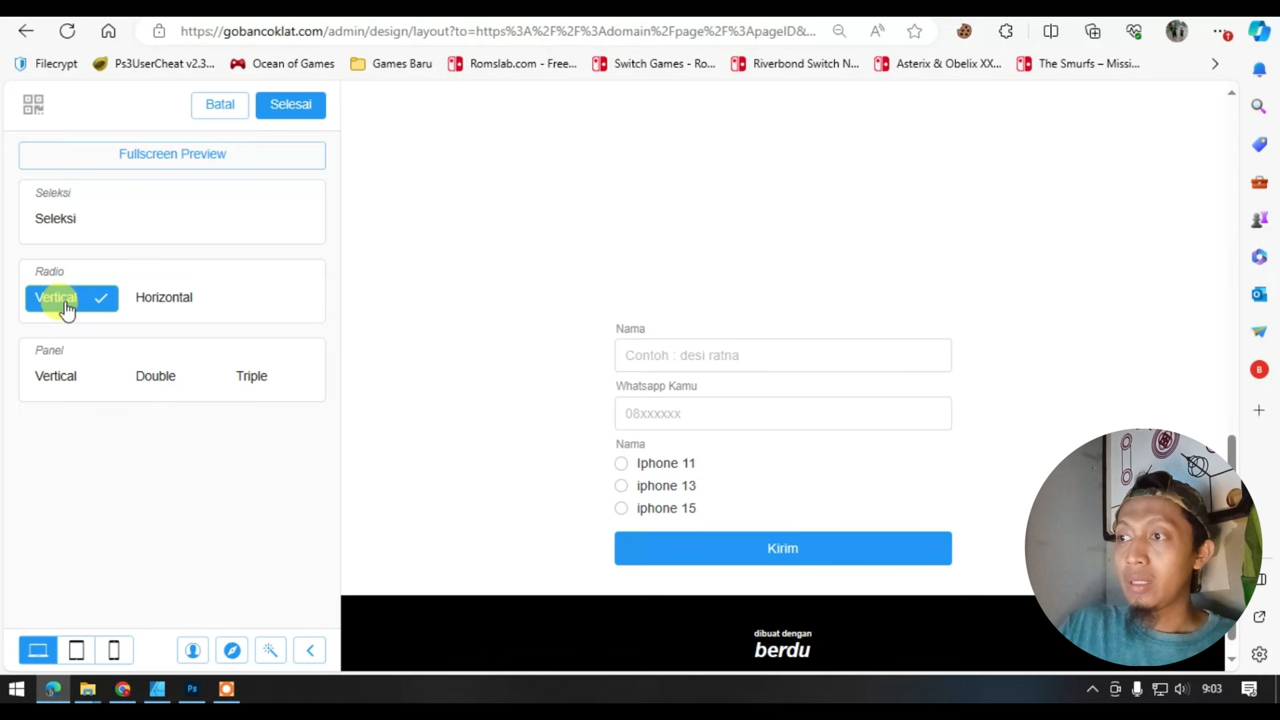 https://gobancoklat.com/admin/design/layout?to=https%3A%2F%2F%3Adomain%2Fpage%2F%3ApageID&...
Filecrypt
Ps3UserCheat v2.3...
Ocean of Games
Games Baru
Romslab.com - Free...
Switch Games - Ro...
Riverbond Switch N...
Asterix & Obelix XX...
The Smurfs – Missi...
Batal
Selesai
Fullscreen Preview
Seleksi
Seleksi
Radio
Vertical
Horizontal
Panel
Vertical
Double
Triple
Nama
Contoh : desi ratna
Whatsapp Kamu
08xxxxxx
Nama
Iphone 11
iphone 13
iphone 15
Kirim
dibuat dengan
berdu
B
Ps
9:03